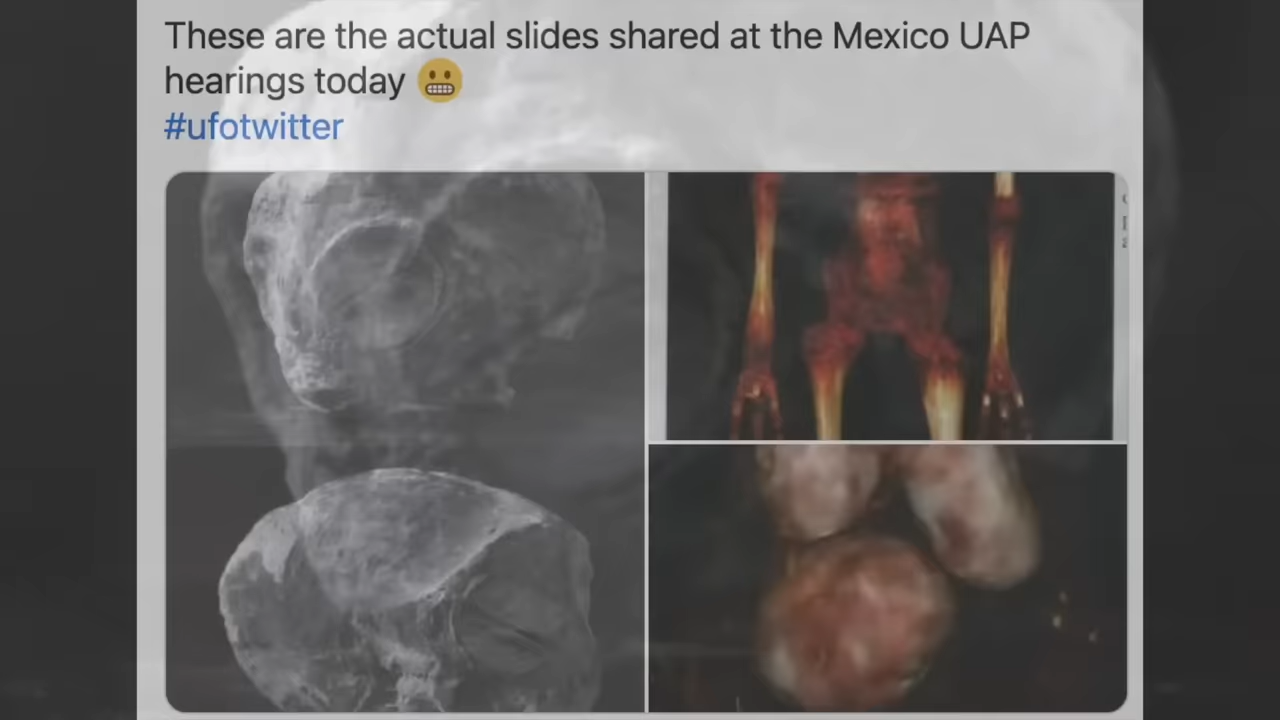 These are the actual slides shared at the Mexico UAP
hearings today 😬
#ufotwitter